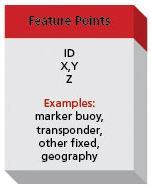 Feature Points
ID
X,Y
Z
Examples:
marker buoy,
transponder,
other fixed,
geography